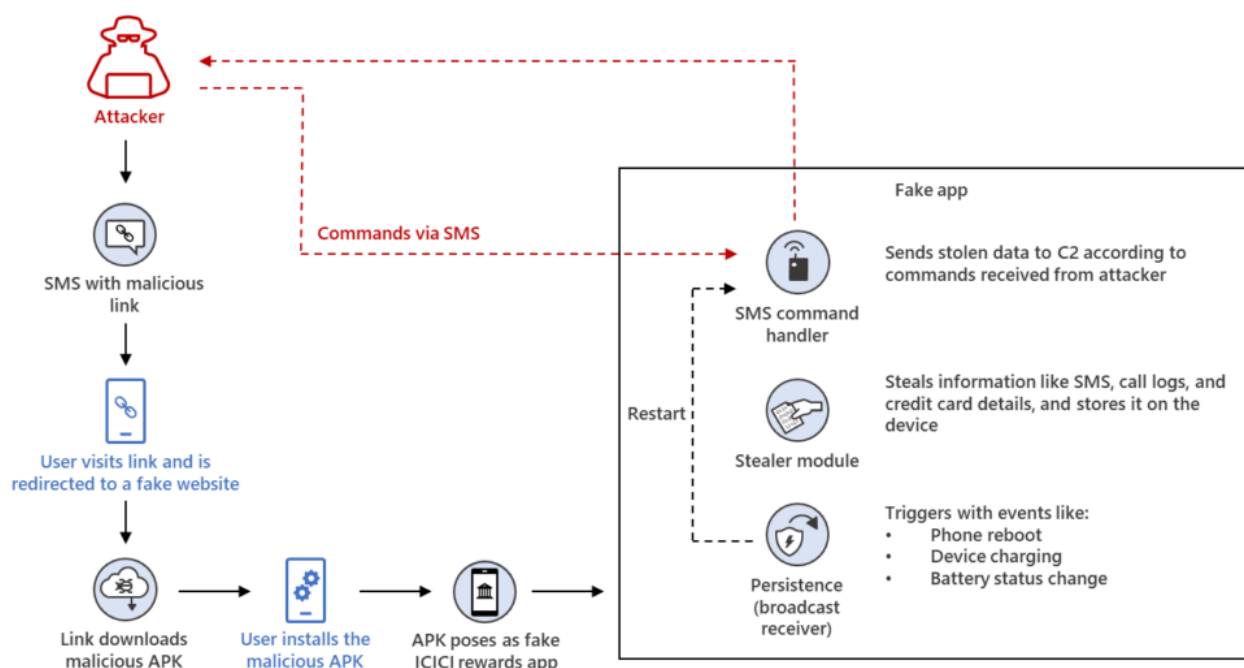 Attacker
SMS with malicious
link
User visits link and is
redirected to a fake website
Link downloads
malicious APK
User installs the
malicious APK
APK poses as fake
ICICI rewards app
Commands via SMS
Fake app
SMS command
handler
Sends stolen data to C2 according to
commands received from attacker
Restart
Stealer module
Steals information like SMS, call logs, and
credit card details, and stores it on the
device
Persistence
(broadcast
receiver)
Triggers with events like:
• Phone reboot
• Device charging
• Battery status change